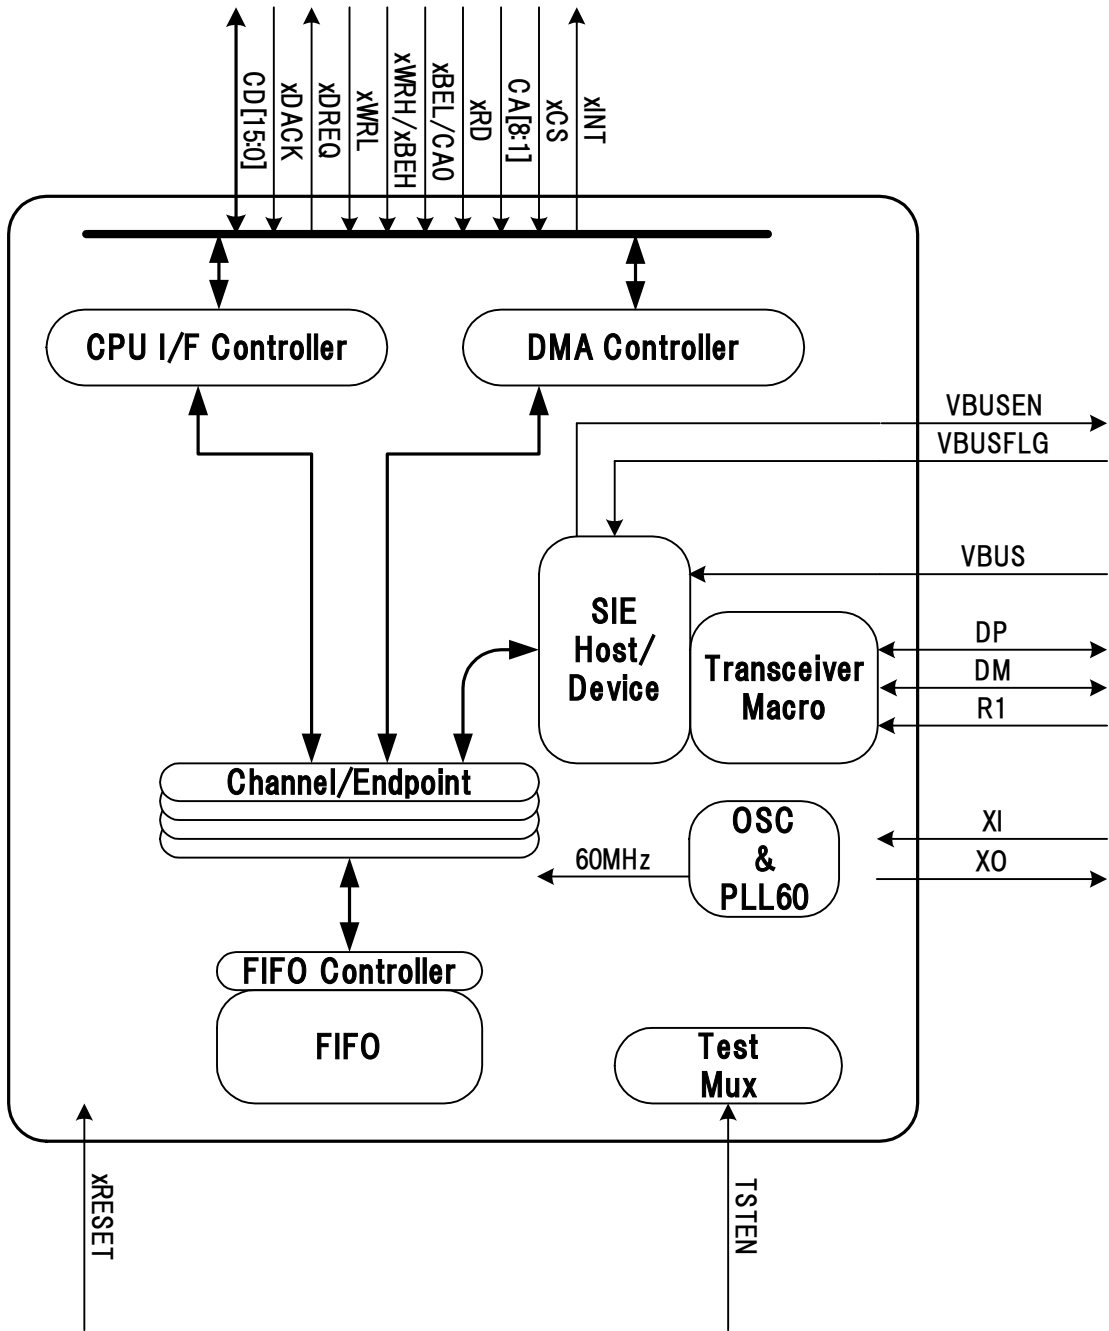 CD[15:0]
xDACK
xDREQ
xWRL
xWRH/xBEH
xBEL/CA0
xRD
CA[8:1]
xCS
xINT
CPU I/F Controller
DMA Controller
VBUSEN
VBUSFLG
VBUS
SIE
Host/
Device
Transceiver
Macro
DP
DM
R1
Channel/Endpoint
OSC
&
PLL60
60MHz
XI
XO
FIFO Controller
FIFO
Test
Mux
xRESET
TSTEN